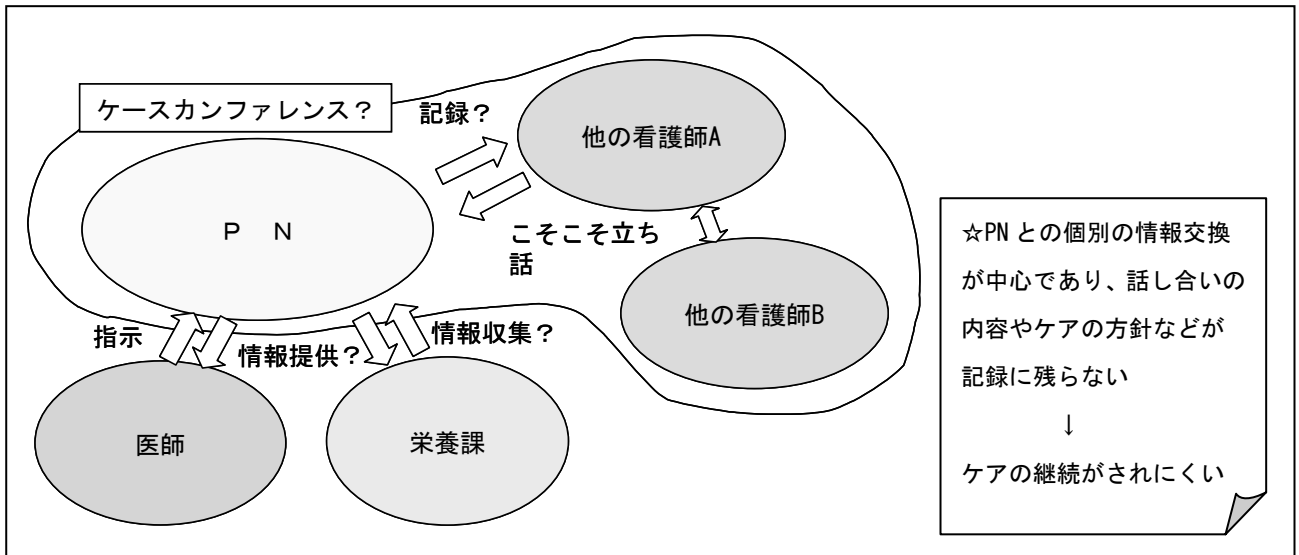 ケースカンファレンス？
記録？
他の看護師A
PN
こそこそ立ち
話
他の看護師B
指示
情報提供？
情報収集？
医師
栄養課
☆PNとの個別の情報交換
が中心であり、話し合いの
内容やケアの方針などが
記録に残らない
↓
ケアの継続がされにくい